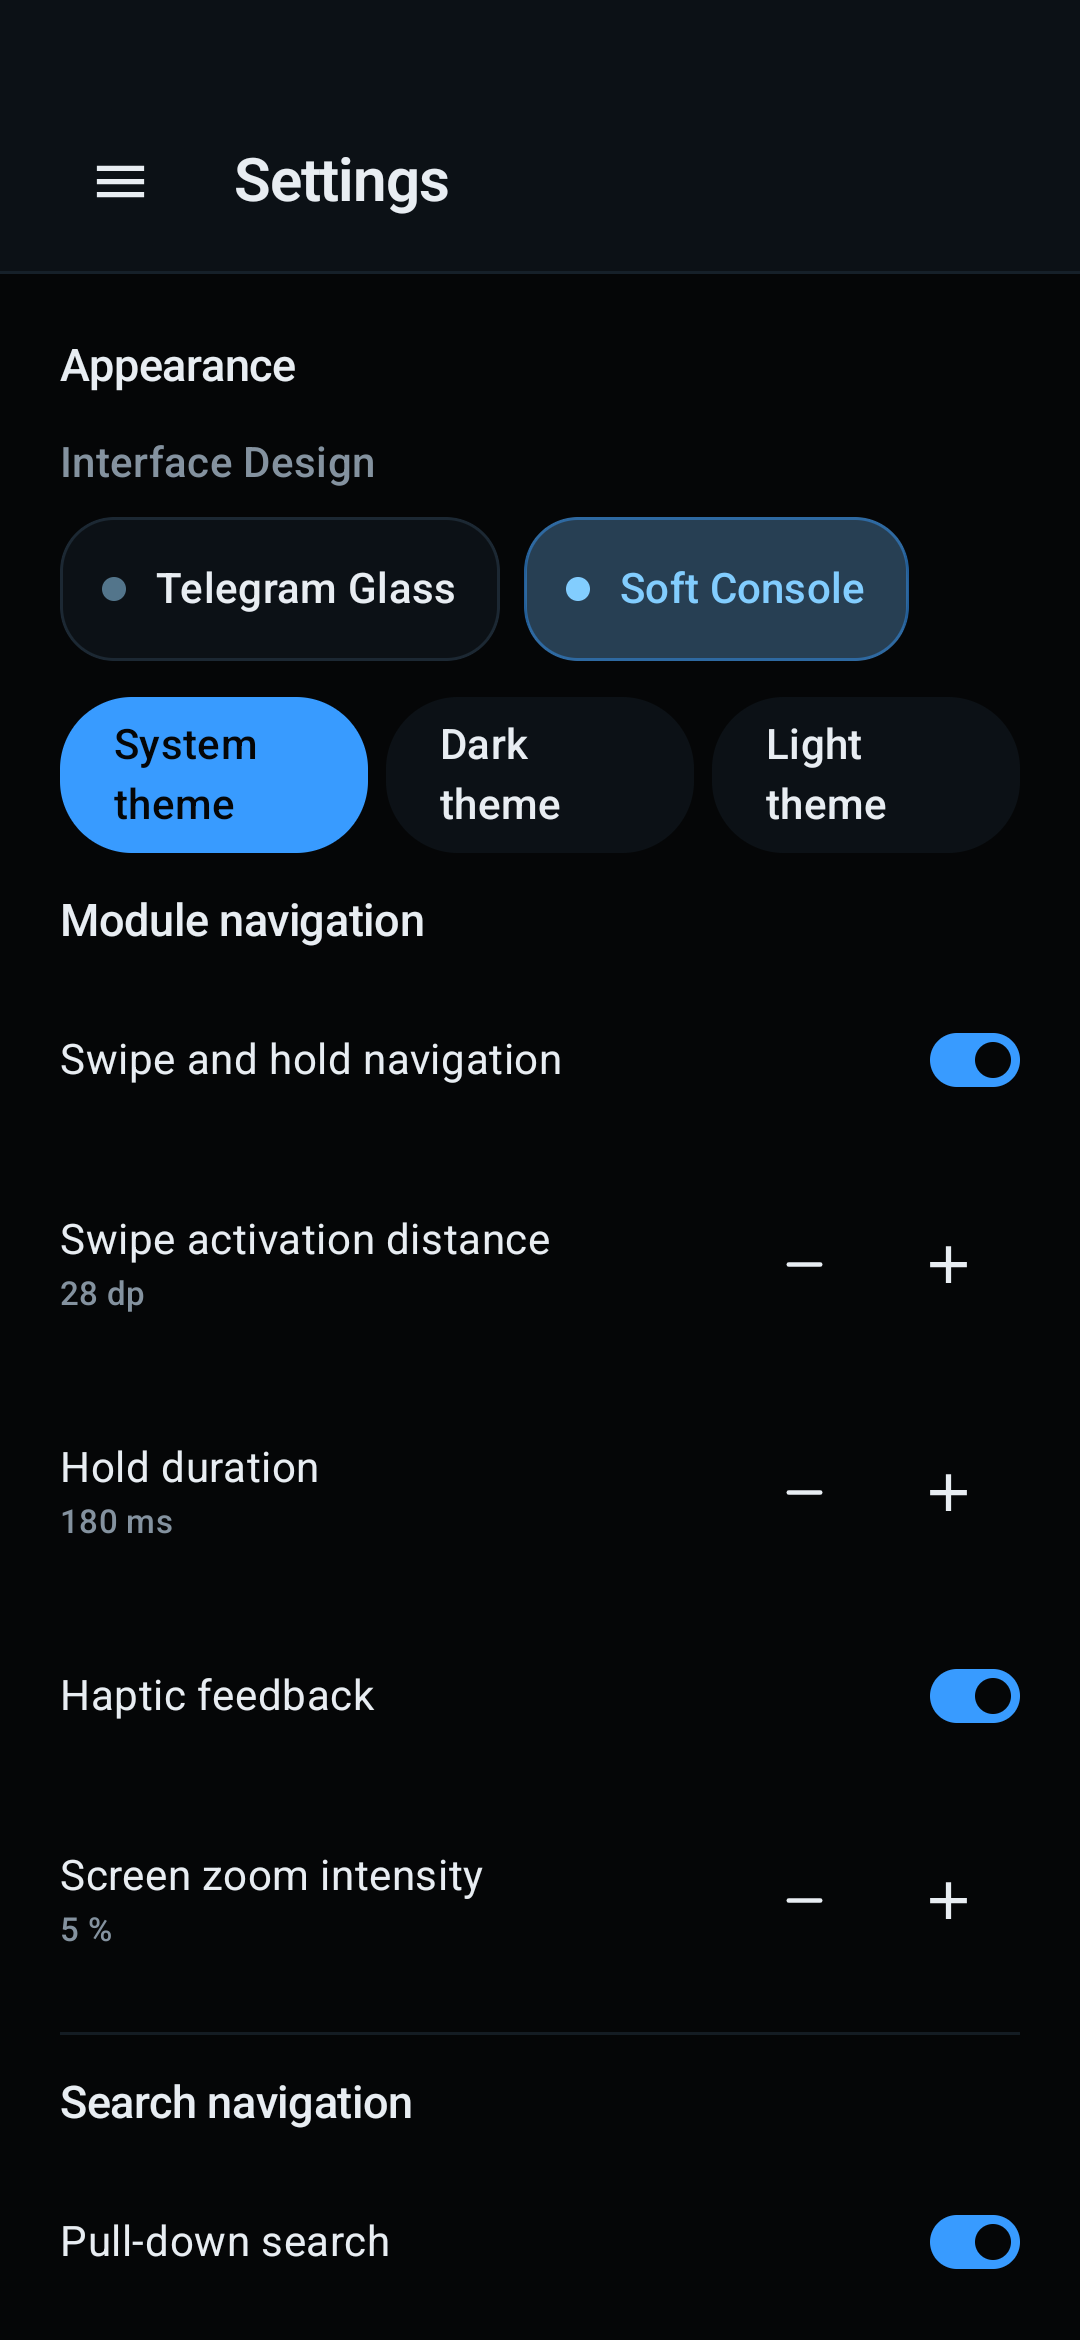 Settings
Appearance
Interface Design
Telegram Glass
Soft Console
System
theme
Dark
theme
Light
theme
Module navigation
Swipe and hold navigation
Swipe activation distance
28 dp
Hold duration
180 ms
Haptic feedback
Screen zoom intensity
5 %
Search navigation
Pull-down search